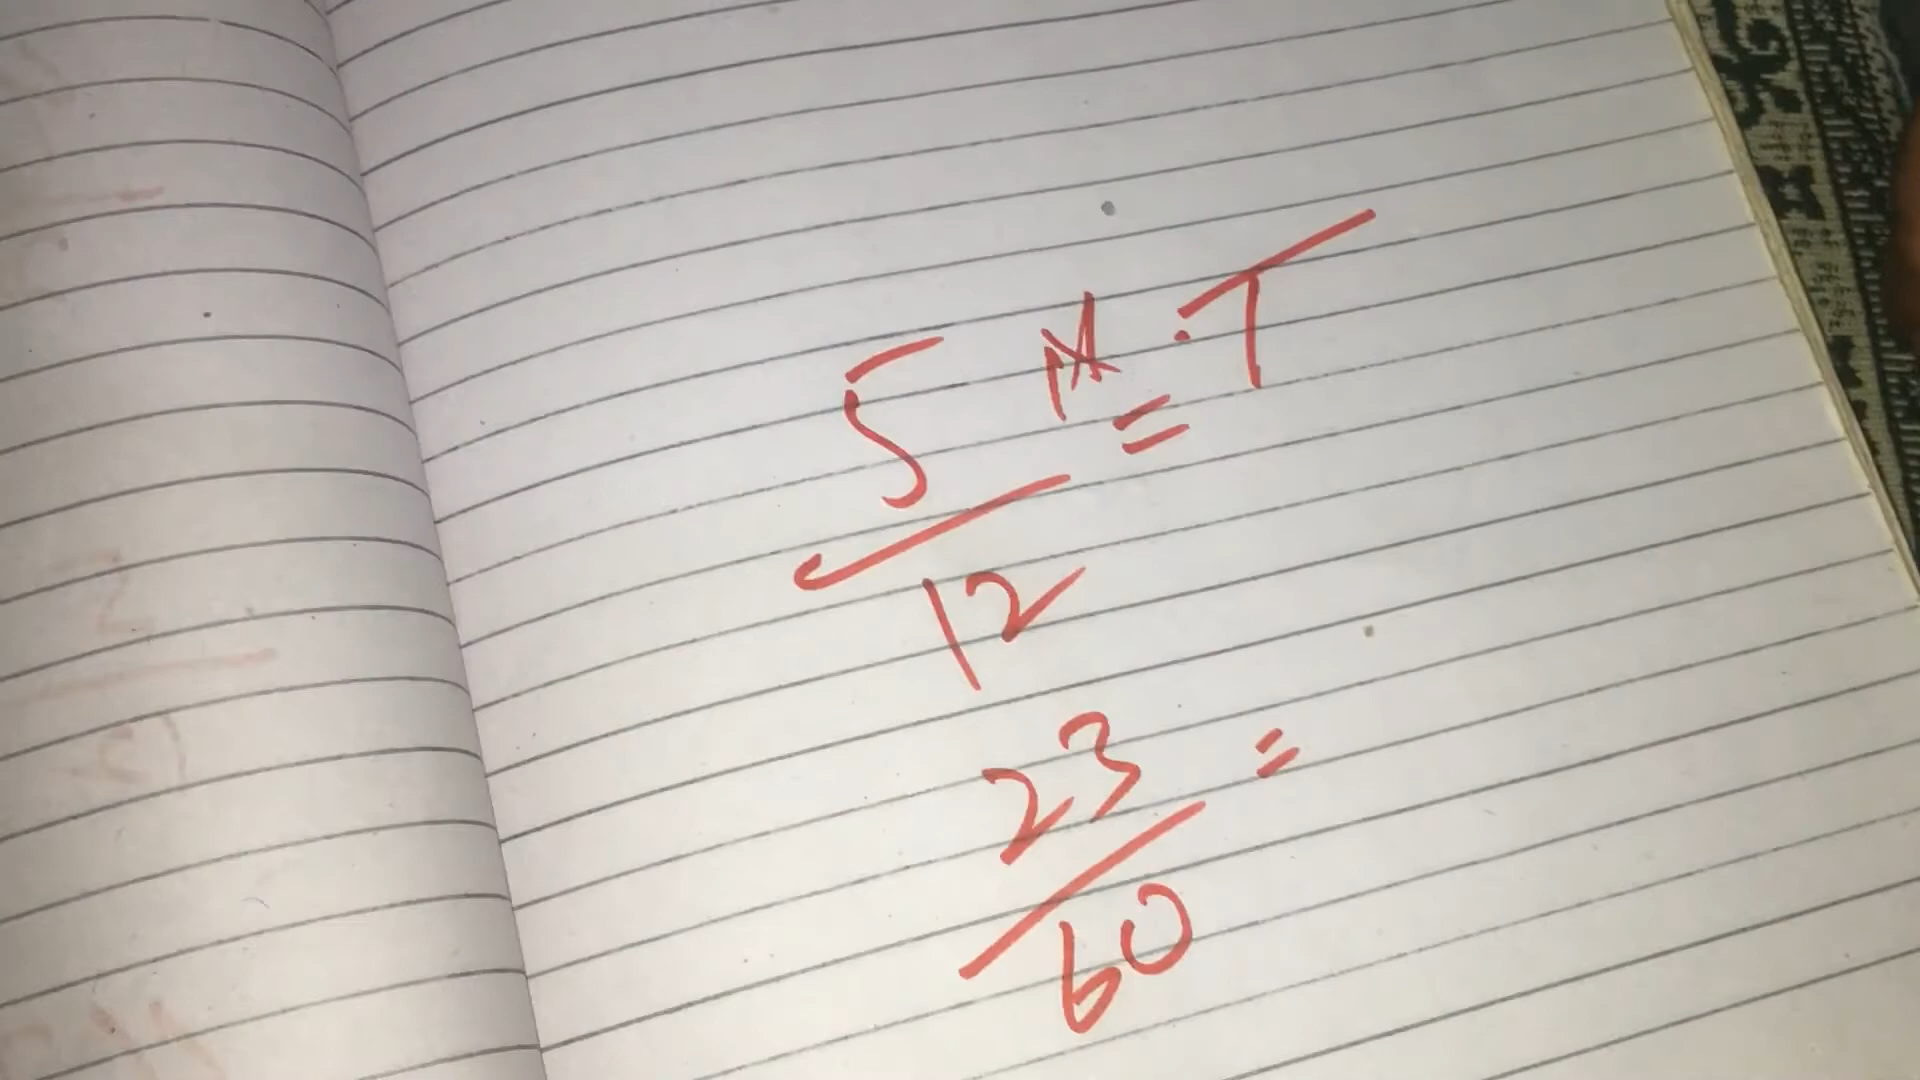 5 M.T
=
12
23 =
60